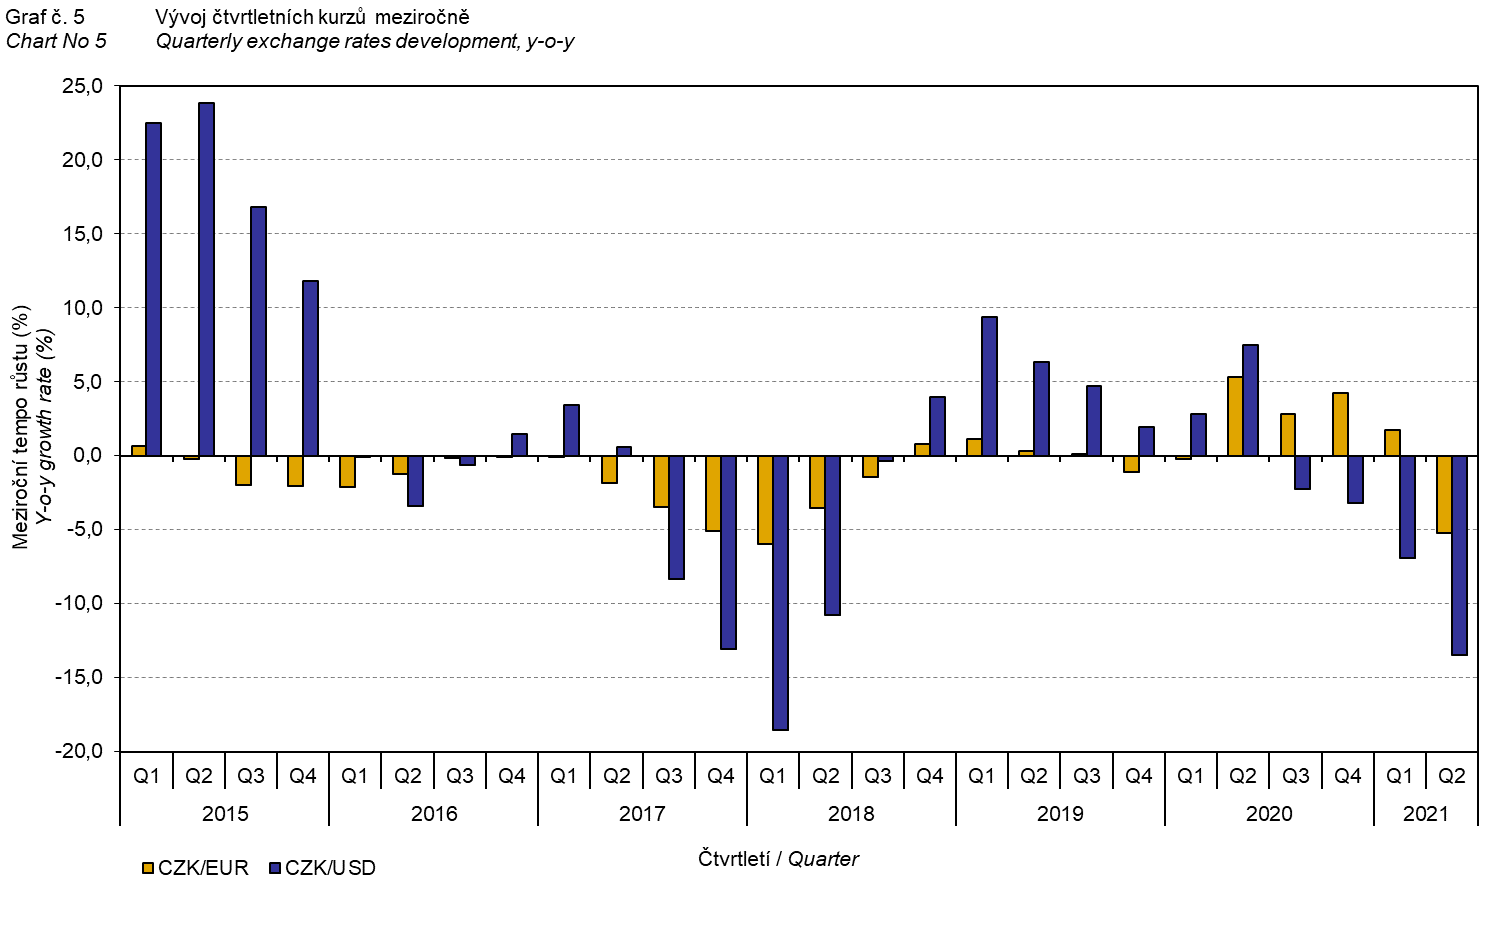 Graf č. 5 Vývoj čtvrtletních kurzů meziročně
Chart No 5 Quarterly exchange rates development, y-o-y
Meziroční tempo růstu (%)
Y-o-y growth rate (%)
25,0
20,0
15,0
10,0
5,0
0,0
-5,0
-10,0
-15,0
-20,0
Q1 Q2 Q3 Q4 Q1 Q2 Q3 Q4 Q1 Q2 Q3 Q4 Q1 Q2 Q3 Q4 Q1 Q2 Q3 Q4 Q1 Q2 Q3 Q4 Q1 Q2
2015 2016 2017 2018 2019 2020 2021
Čtvrtletí / Quarter
CZK/EUR CZK/USD